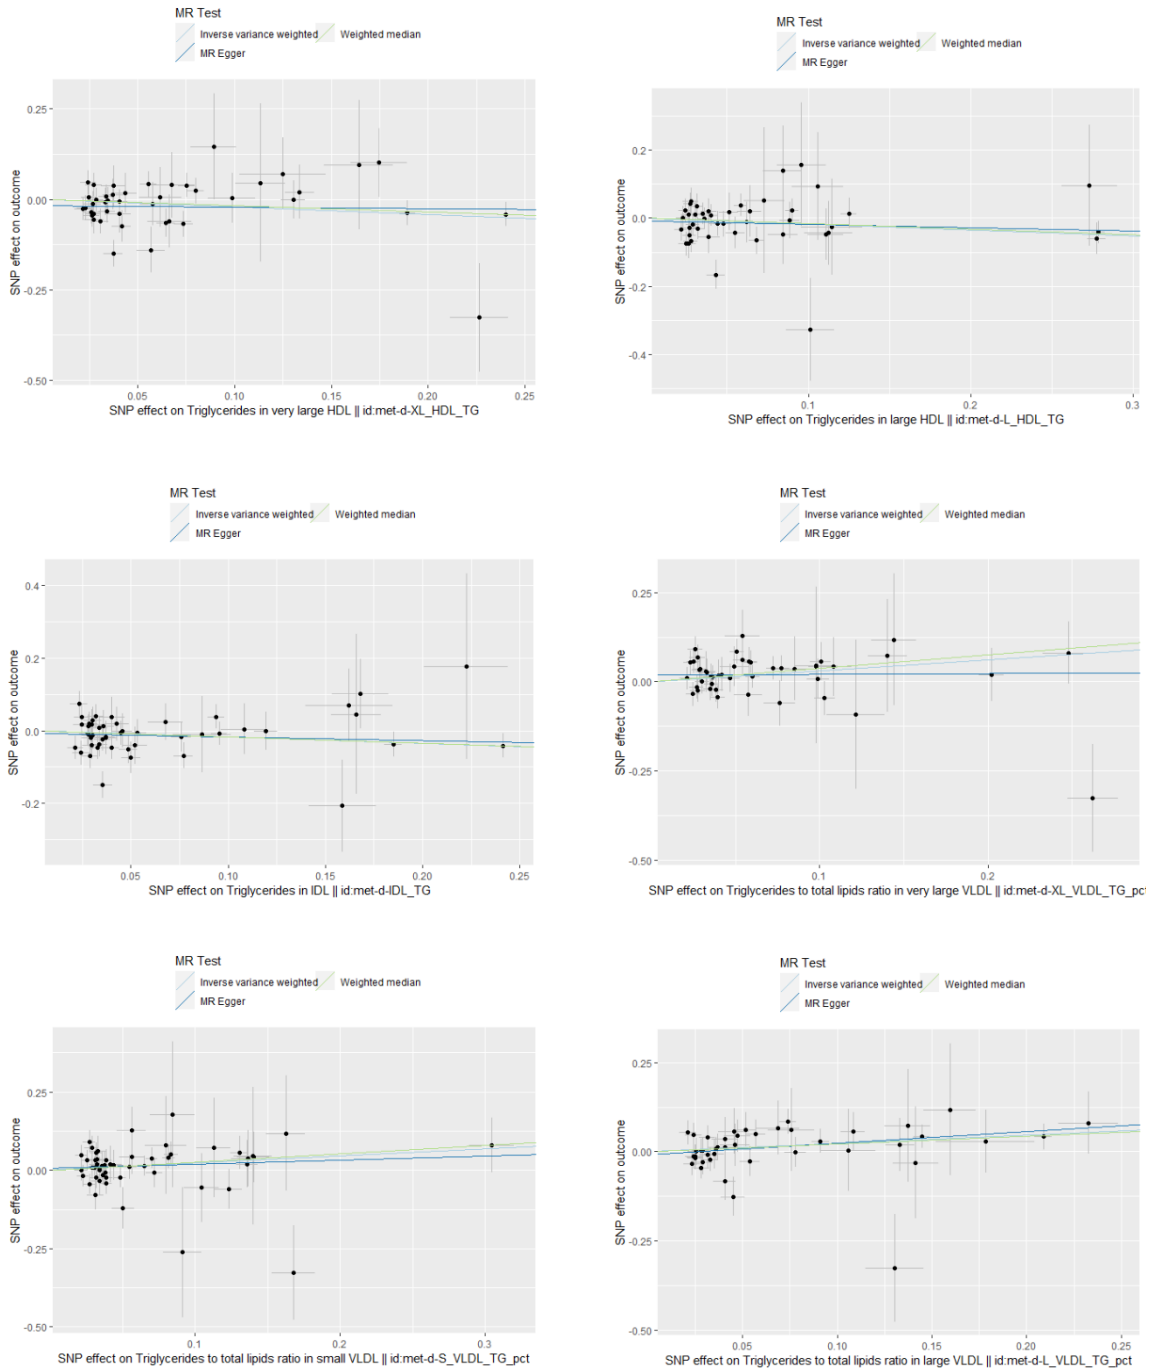 MR Test
Inverse variance weighted
Weighted median
MR Egger
SNP effect on outcome
0.25
0.00
-0.25
-0.50
0.05
0.10
0.15
0.20
0.25
SNP effect on Triglycerides in very large HDL || id:met-d-XL_HDL_TG
MR Test
Inverse variance weighted
Weighted median
MR Egger
SNP effect on outcome
0.4
0.2
0.0
-0.2
-0.4
0.1
0.2
0.3
SNP effect on Triglycerides in large HDL || id:met-d-L_HDL_TG
MR Test
Inverse variance weighted
Weighted median
MR Egger
SNP effect on outcome
0.4
0.2
0.0
-0.2
0.05
0.10
0.15
0.20
0.25
SNP effect on Triglycerides in IDL || id:met-d-IDL_TG
MR Test
Inverse variance weighted
Weighted median
MR Egger
SNP effect on outcome
0.25
0.00
-0.25
-0.50
0.1
0.2
SNP effect on Triglycerides to total lipids ratio in very large VLDL || id:met-d-XL_VLDL_TG_pct
MR Test
Inverse variance weighted
Weighted median
MR Egger
SNP effect on outcome
0.25
0.00
-0.25
-0.50
0.1
0.2
0.3
SNP effect on Triglycerides to total lipids ratio in small VLDL || id:met-d-S_VLDL_TG_pct
MR Test
Inverse variance weighted
Weighted median
MR Egger
SNP effect on outcome
0.25
0.00
-0.25
-0.50
0.05
0.10
0.15
0.20
0.25
SNP effect on Triglycerides to total lipids ratio in large VLDL || id:met-d-L_VLDL_TG_pct